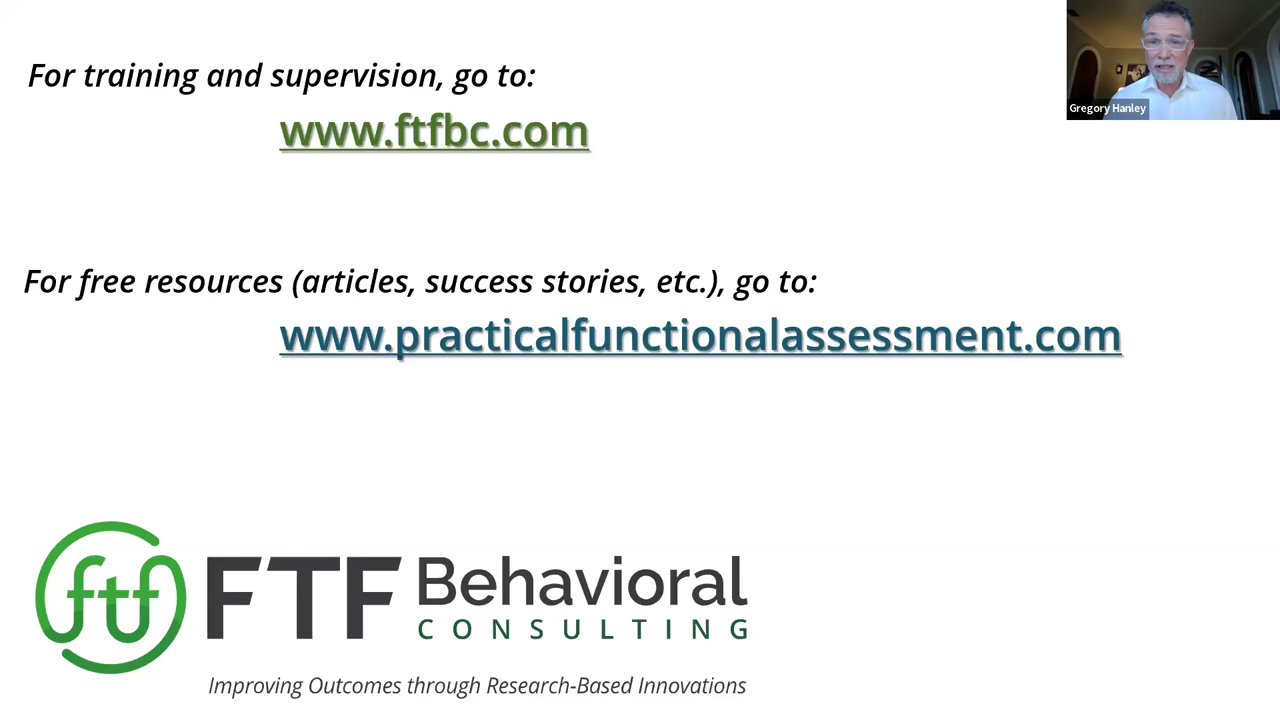 For training and supervision, go to:
www.ftfbc.com
Gregory Hanley
For free resources (articles, success stories, etc.), go to:
www.practicalfunctionalassessment.com
ftf
FTF Behavioral
CONSULTING
Improving Outcomes through Research-Based Innovations